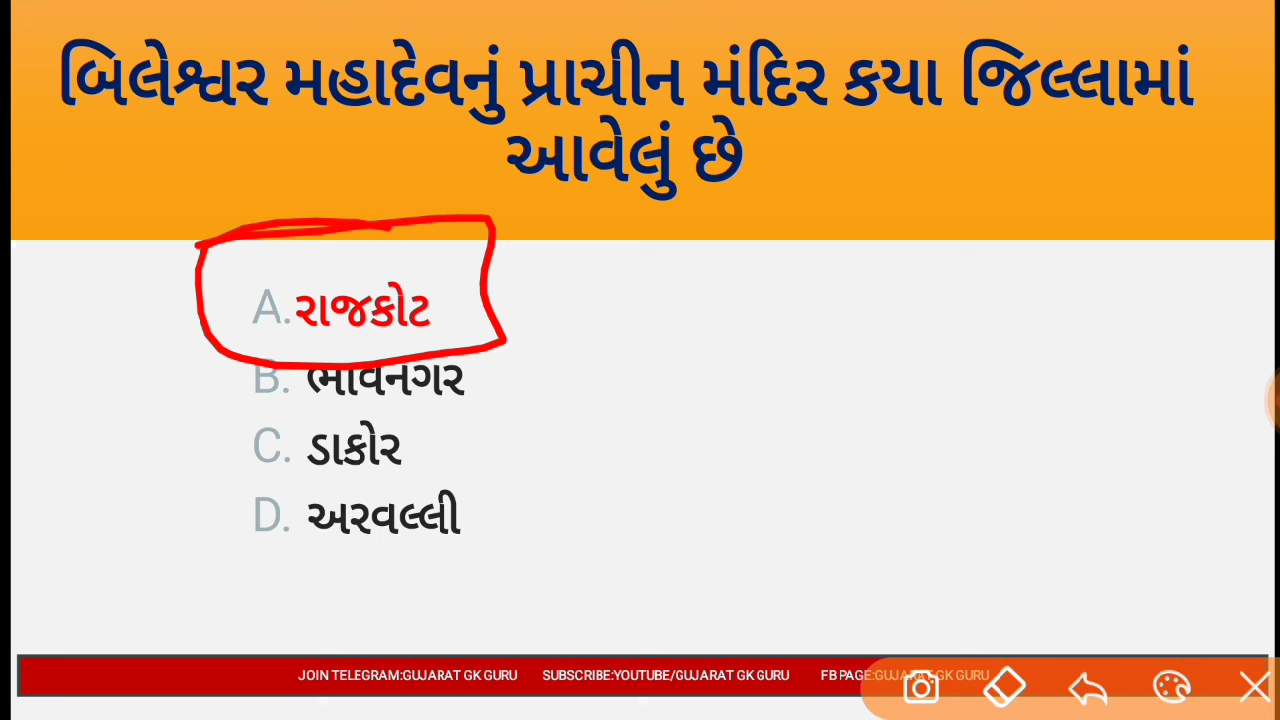 બિલેશ્વર મહાદેવનું પ્રાચીન મંદિર કયા જિલ્લામાં
આવેલું છે
A. રાજકોટ
B. ભાવનગર
C. ડાકોર
D. અરવલ્લી
JOIN TELEGRAM:GUJARAT GK GURU SUBSCRIBE:YOUTUBE/GUJARAT GK GURU FB PAGE:GUJARAT GK GURU